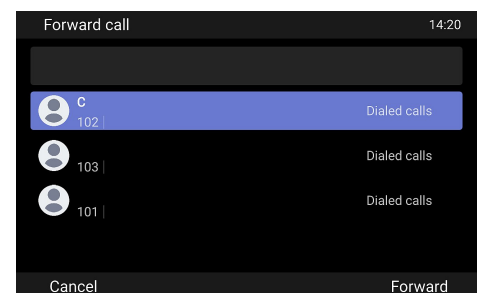 Forward call 14:20
C
102 | Dialed calls
103 | Dialed calls
101 | Dialed calls
Cancel Forward